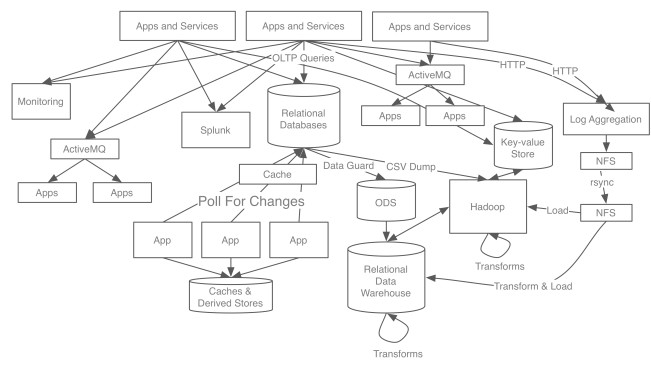 Apps and Services
Apps and Services
Apps and Services
OLTP Queries
HTTP
HTTP
ActiveMQ
Monitoring
Splunk
Relational
Databases
Apps
Apps
Log Aggregation
ActiveMQ
Key-value
Store
NFS
Data Guard
CSV Dump
rsync
Cache
Apps
Apps
Poll For Changes
ODS
Hadoop
Load
NFS
App
App
App
Transforms
Relational
Data
Warehouse
Transform & Load
Caches &
Derived Stores
Transforms